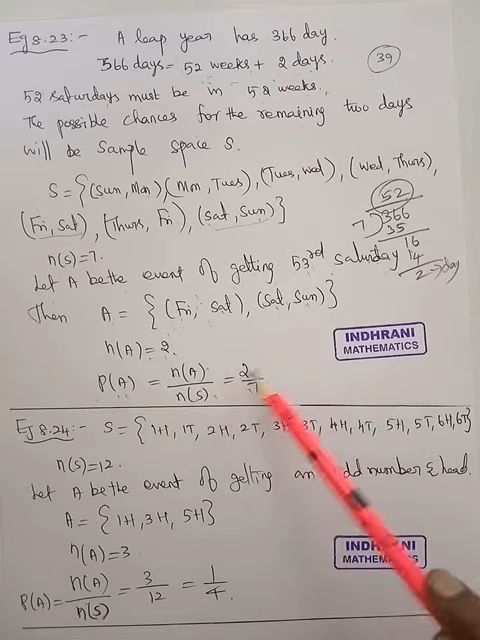 Eg 8.23:- A leap year has 366 day.
366 days = 52 weeks + 2 days.
39
52 saturdays must be in 52 weeks.
The possible chances for the remaining two days
will be Sample space S.
S = {(Sun, Mon) (Mon, Tues), (Tues, Wed), (Wed, Thurs),
(Fri, Sat), (Thurs, Fri), (Sat, Sun)}
52
7 366
35
16
14
2 → day
n(s) = 7.
Let A be the event of getting 53rd saturday
Then A = {(Fri, Sat), (Sat, Sun)}
n(A) = 2.
INDHRANI
MATHEMATICS
P(A) = n(A) / n(S) = 2/7
Eg 8.24:- S = {1H, 1T, 2H, 2T, 3H, 3T, 4H, 4T, 5H, 5T, 6H, 6T}
n(s) = 12.
Let A be the event of getting an odd number & head.
A = {1H, 3H, 5H}
n(A) = 3.
INDHRANI
MATHEMATICS
P(A) = n(A) / n(S) = 3/12 = 1/4.